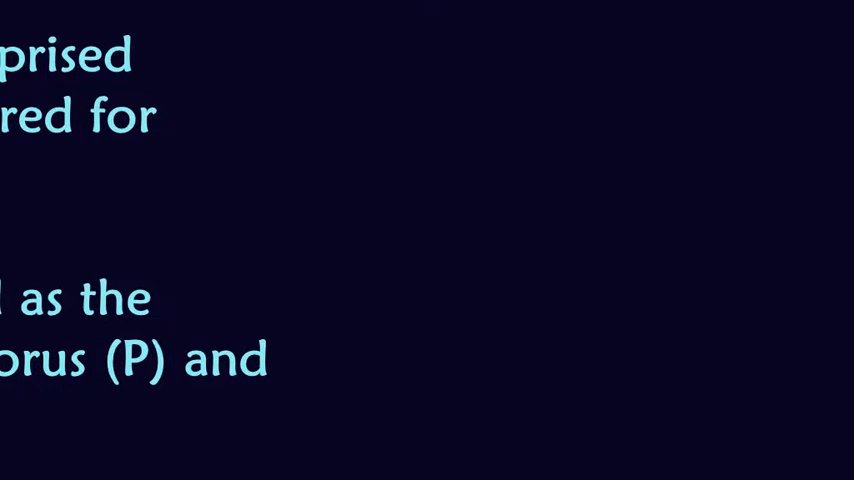 prised
red for
as the
orus (P) and